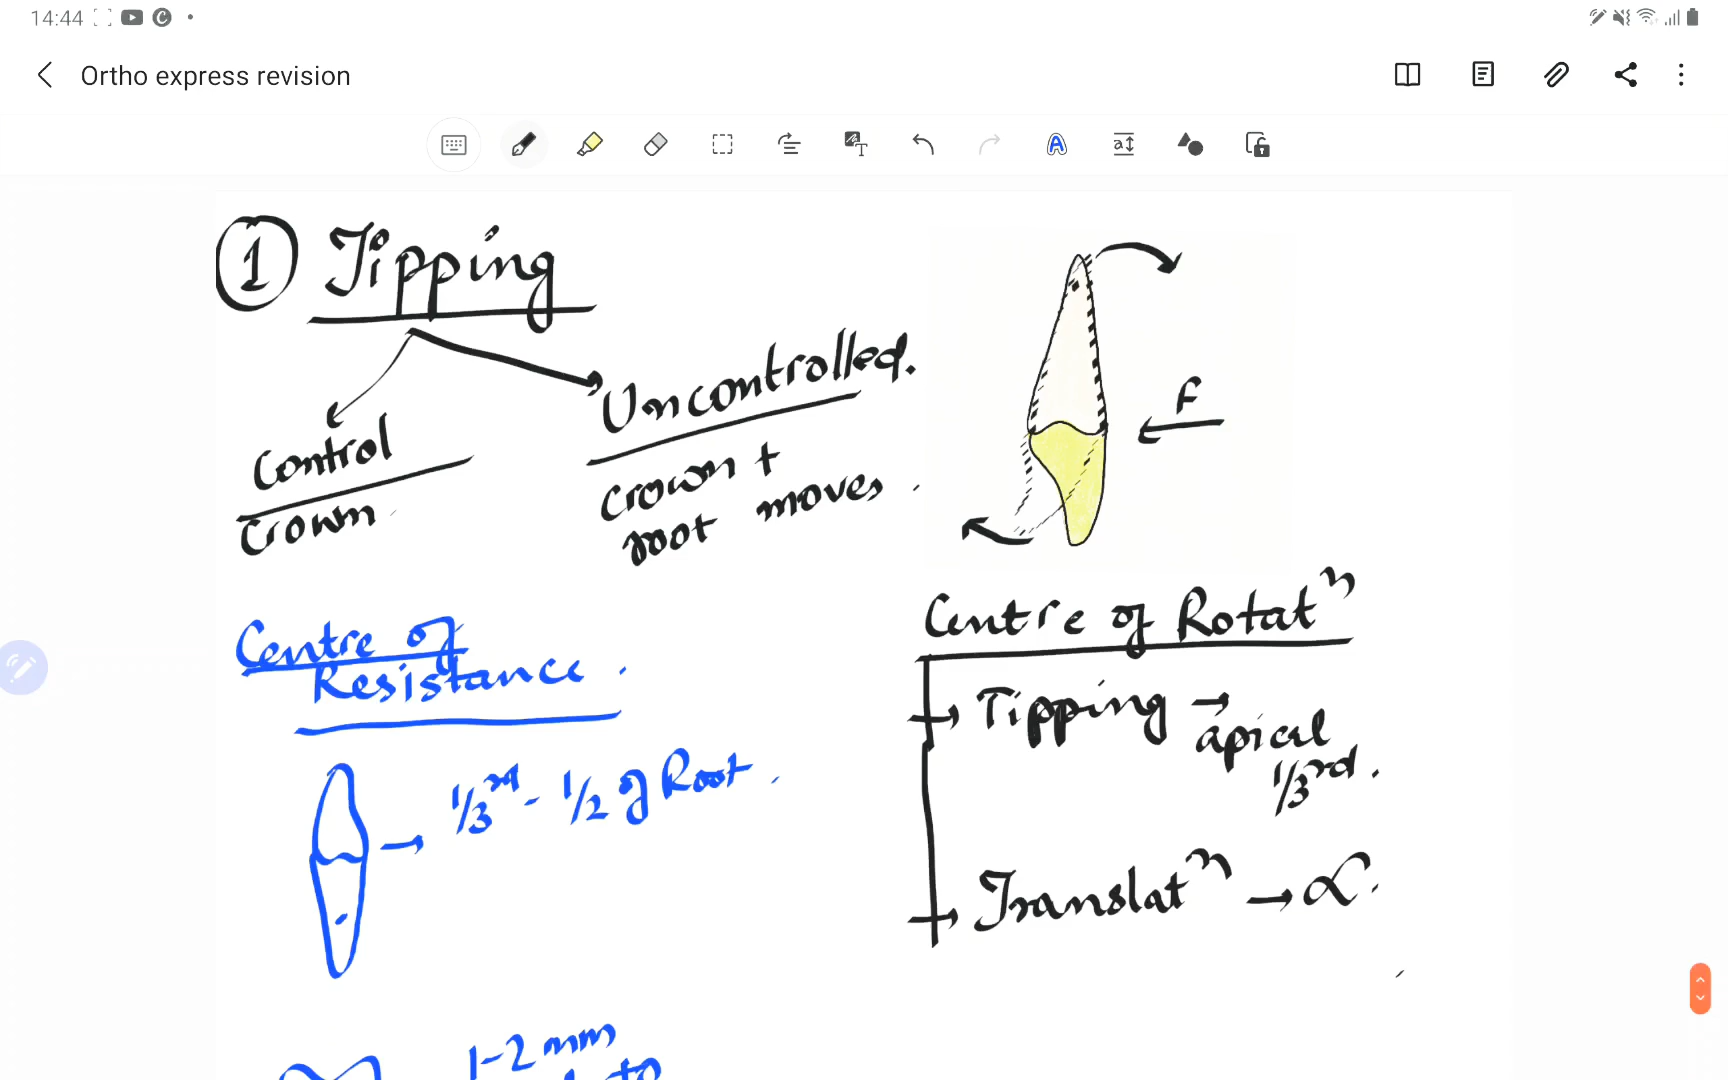 14:44
Ortho express revision
1 Tipping
Control
Crown
Uncontrolled.
Crown +
root moves.
F
Centre of
Resistance.
1/3rd - 1/2 of Root.
1-2 mm
Centre of Rotatn
Tipping → apical
1/3rd.
Translatn → ∝.